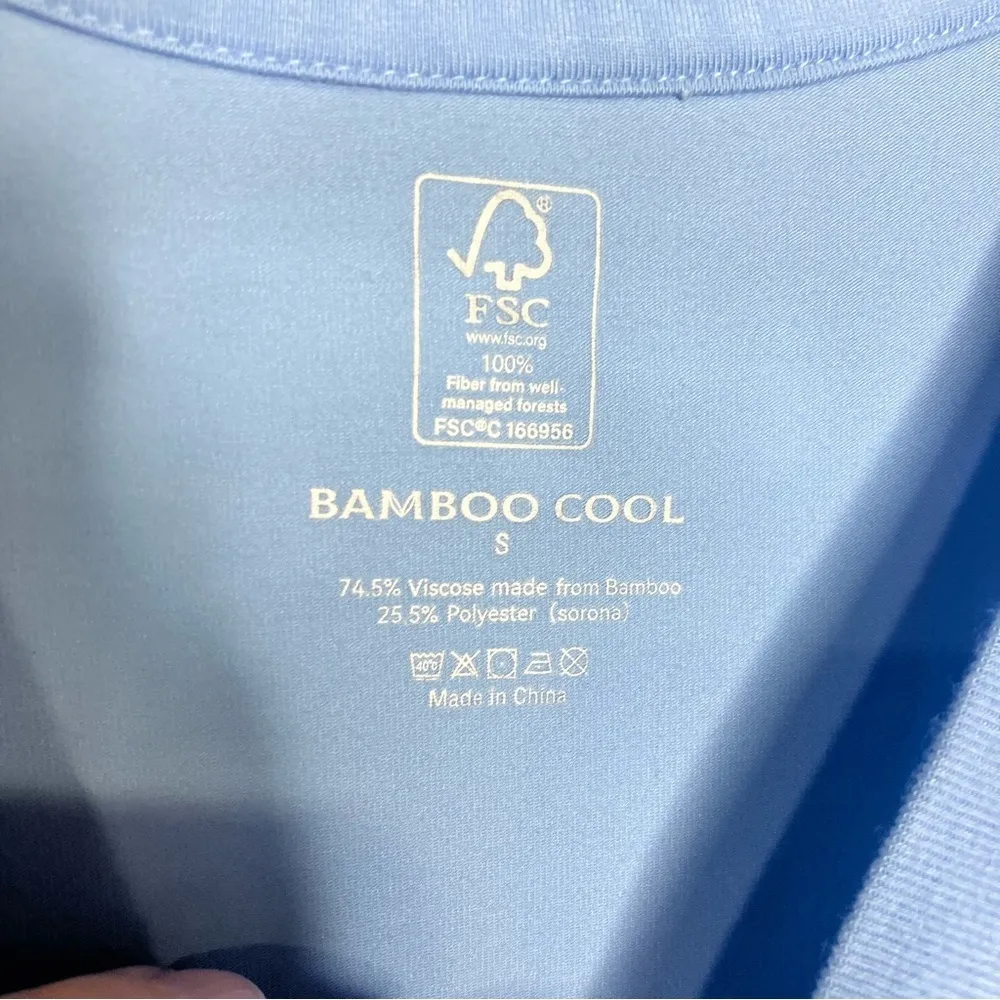 ®
FSC
www.fsc.org
100%
Fiber from well-
managed forests
FSC®C 166956
BAMBOO COOL
S
74.5% Viscose made from Bamboo
25.5% Polyester (sorona)
40°C
Made in China